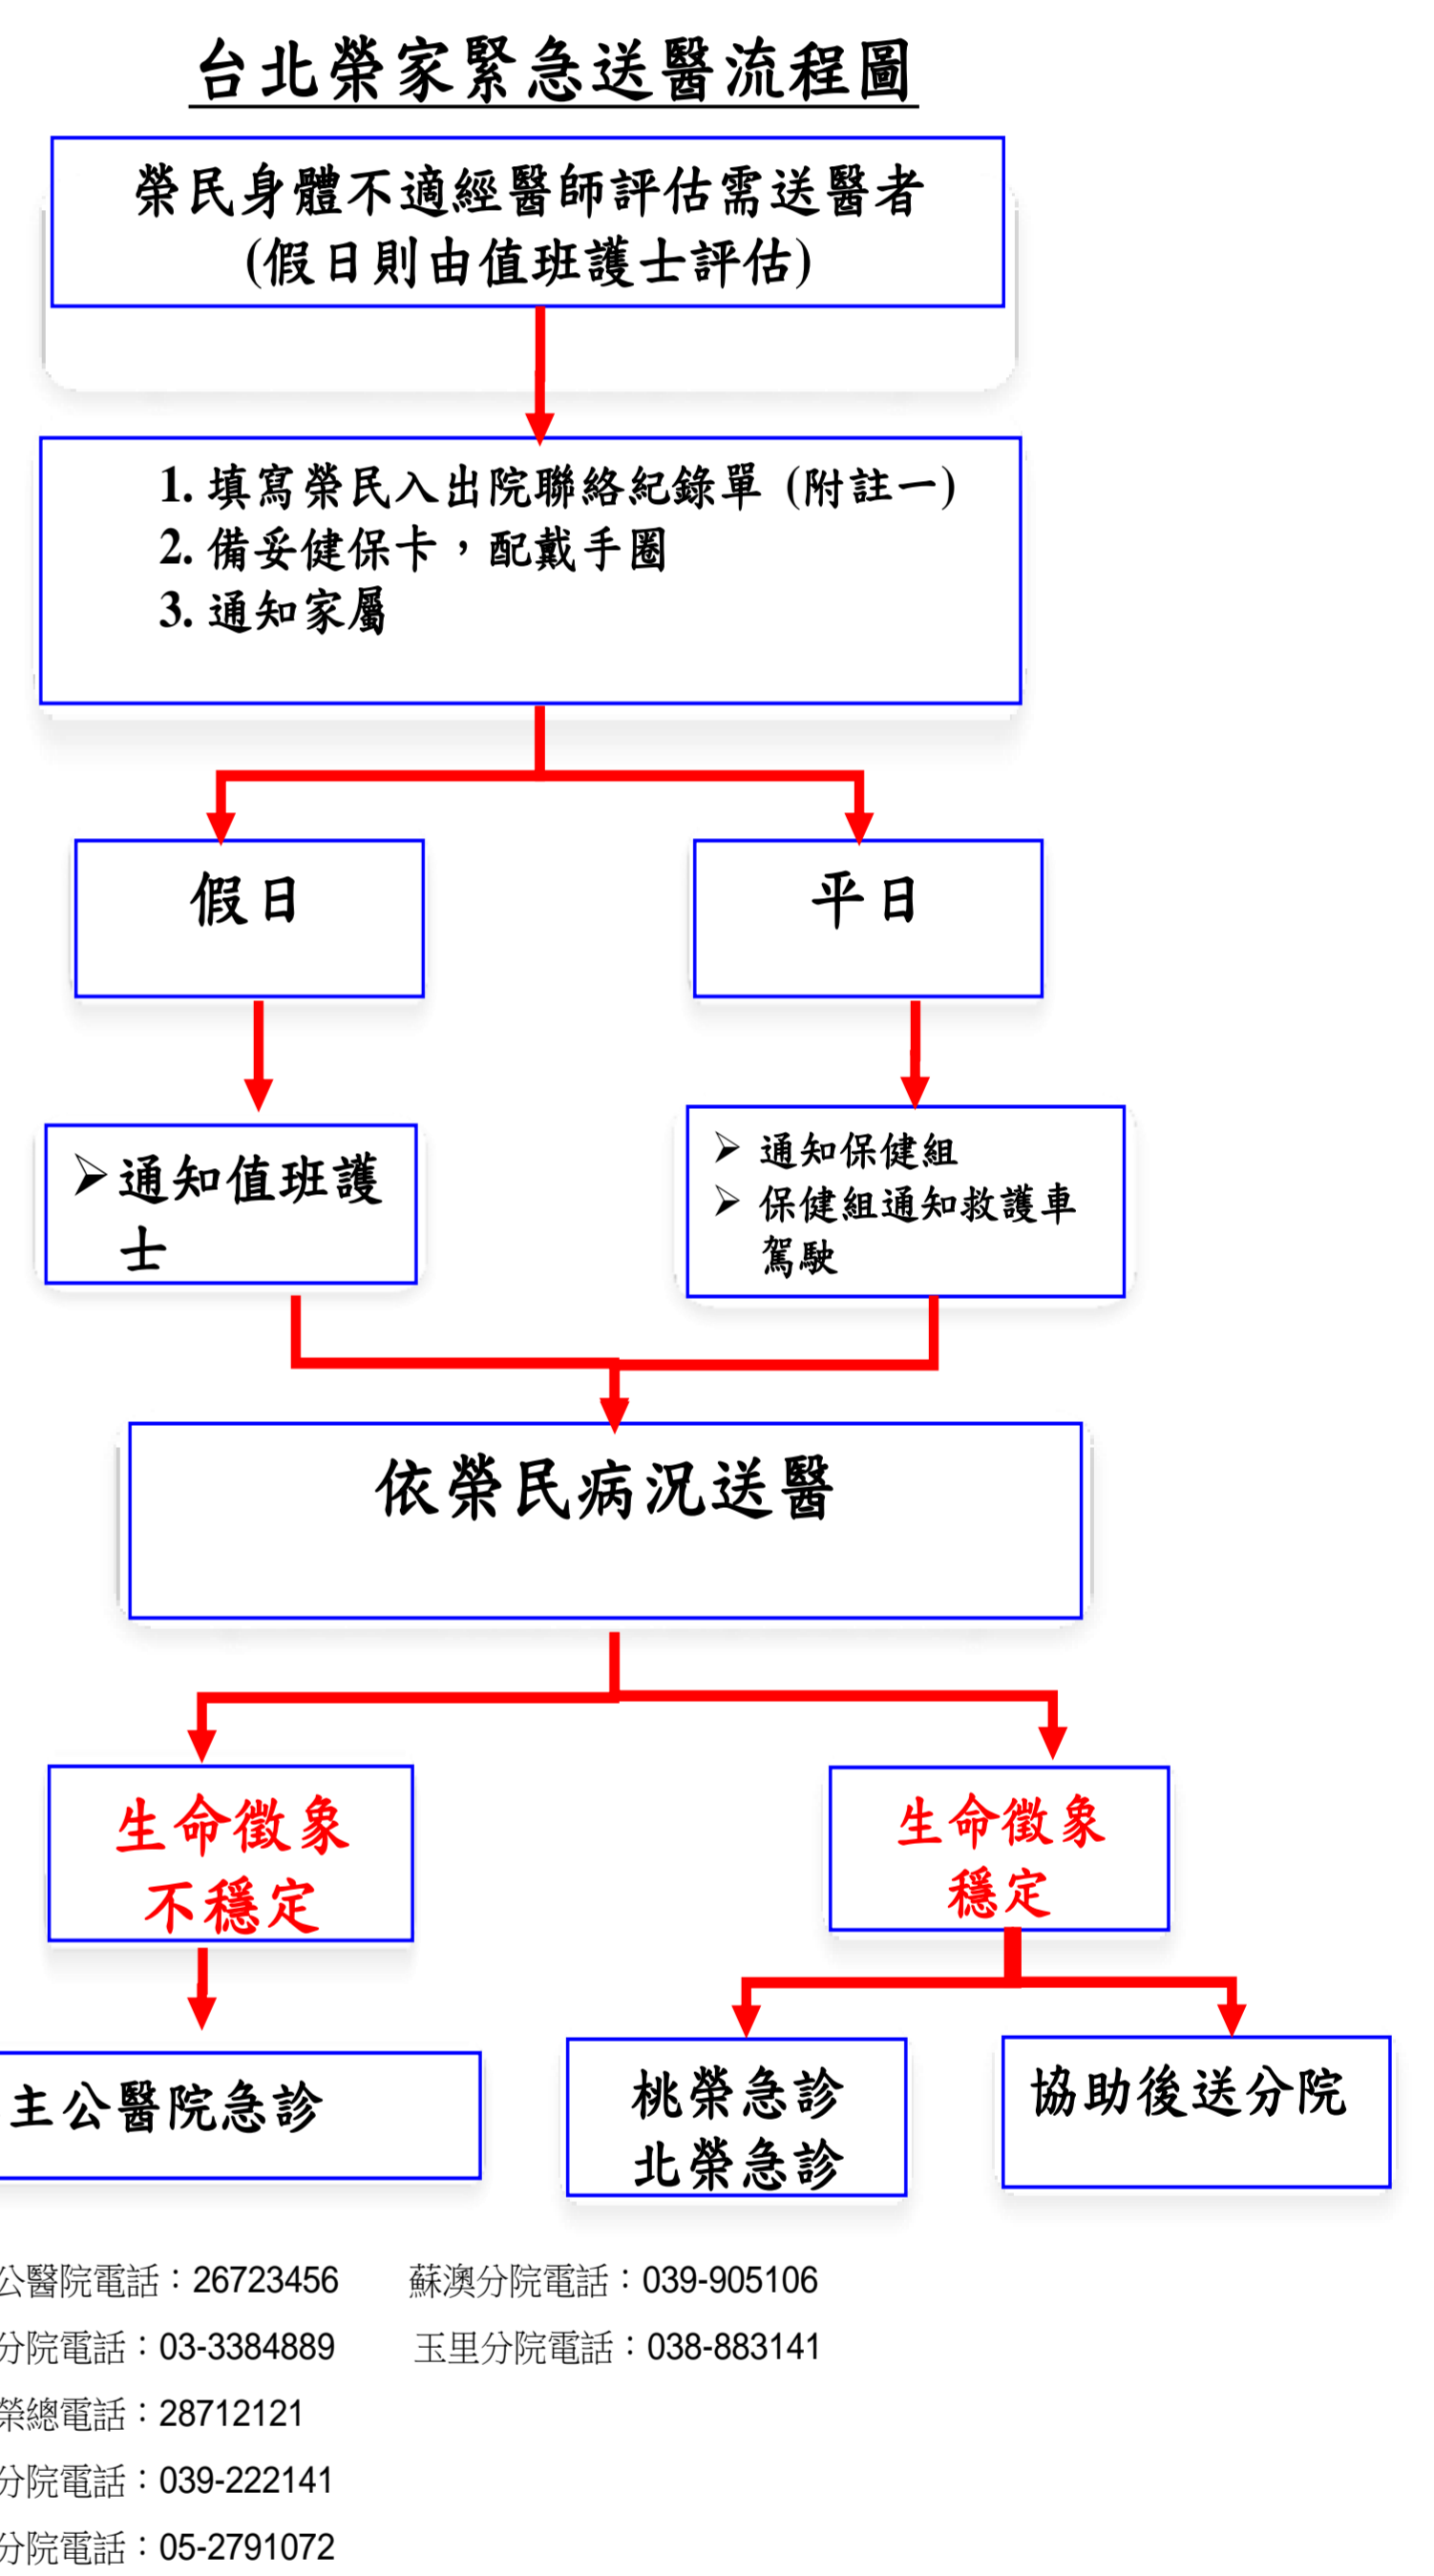 台北榮家緊急送醫流程圖
榮民身體不適經醫師評估需送醫者
(假日則由值班護士評估)
1. 填寫榮民入出院聯絡紀錄單 (附註一)
2. 備妥健保卡，配戴手圈
3. 通知家屬
假日
平日
➢通知值班護
士
➢ 通知保健組
➢ 保健組通知救護車
駕駛
依榮民病況送醫
生命徵象
不穩定
生命徵象
穩定
主公醫院急診
桃榮急診
北榮急診
協助後送分院
公醫院電話：26723456 蘇澳分院電話：039-905106
分院電話：03-3384889 玉里分院電話：038-883141
榮總電話：28712121
分院電話：039-222141
分院電話：05-2791072